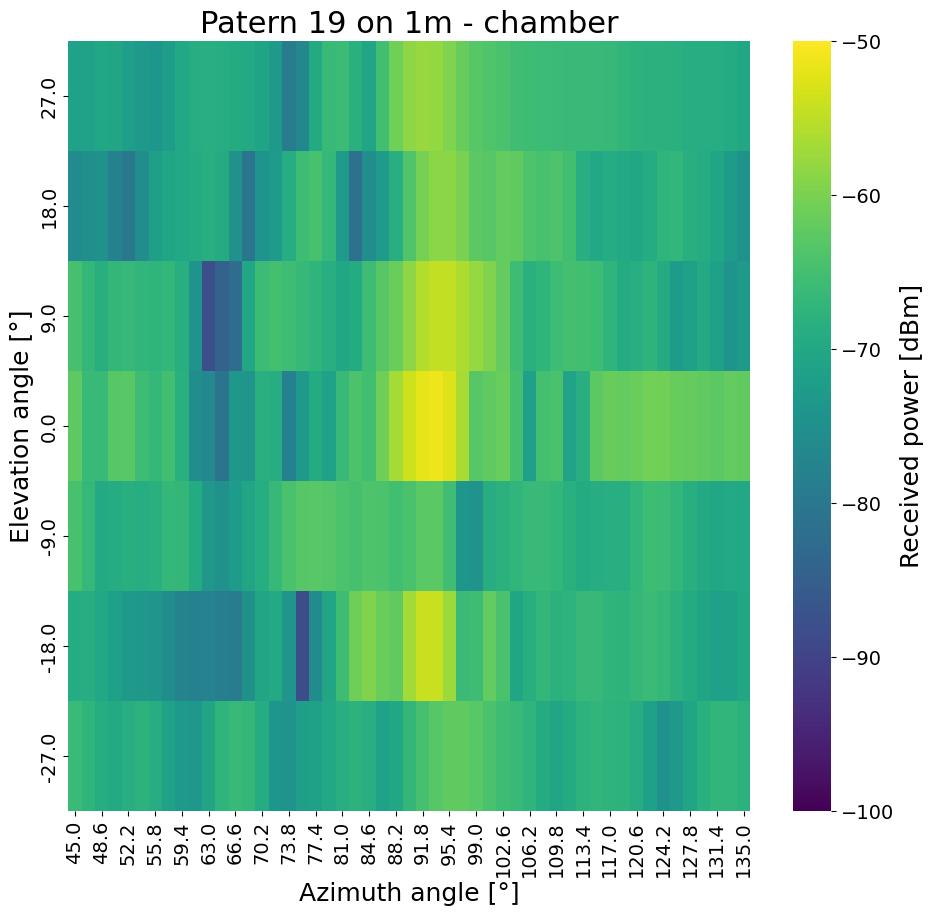 Patern 19 on 1m - chamber
Elevation angle [°]
27.0
18.0
9.0
0.0
-9.0
-18.0
-27.0
45.0 48.6 52.2 55.8 59.4 63.0 66.6 70.2 73.8 77.4 81.0 84.6 88.2 91.8 95.4 99.0 102.6 106.2 109.8 113.4 117.0 120.6 124.2 127.8 131.4 135.0
Azimuth angle [°]
−50
−60
−70
−80
−90
−100
Received power [dBm]